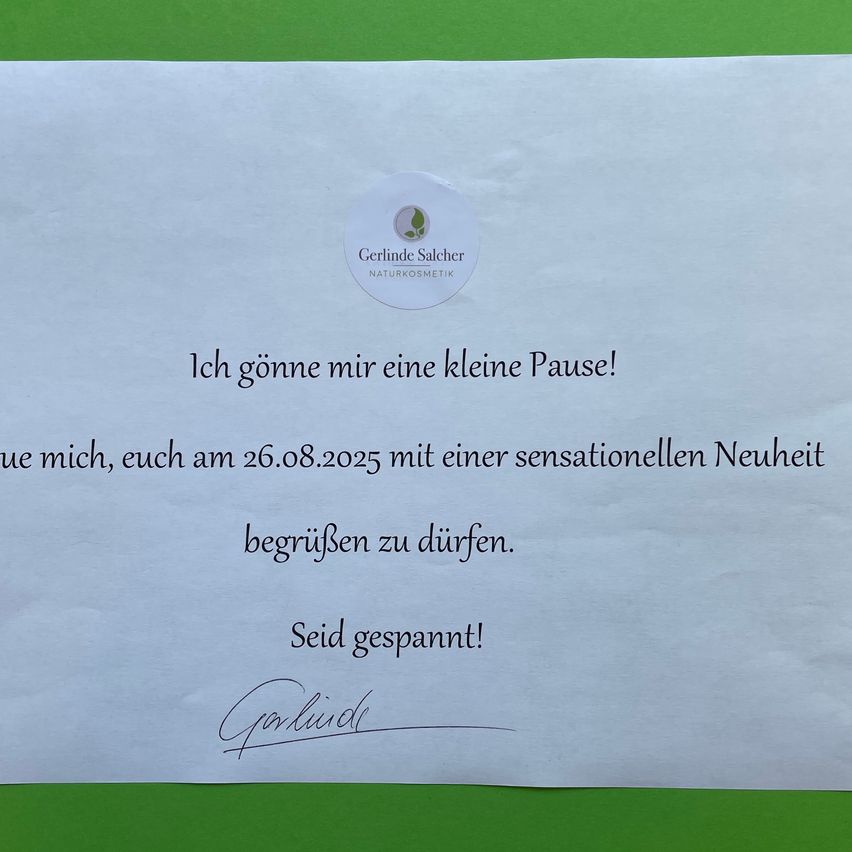 Gerlinde Salcher
NATURKOSMETIK
Ich gönne mir eine kleine Pause!
ue mich, euch am 26.08.2025 mit einer sensationellen Neuheit
begrüßen zu dürfen.
Seid gespannt!
Gerlinde